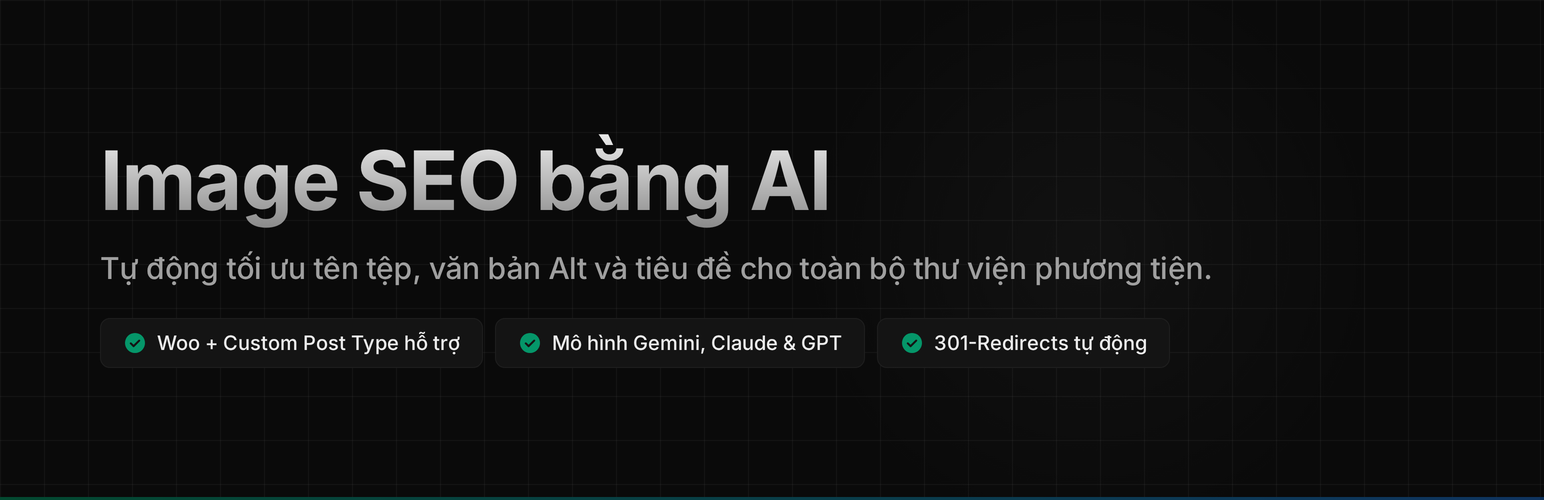 Image SEO bằng AI
Tự động tối ưu tên tệp, văn bản Alt và tiêu đề cho toàn bộ thư viện phương tiện.
Woo + Custom Post Type hỗ trợ
Mô hình Gemini, Claude & GPT
301-Redirects tự động